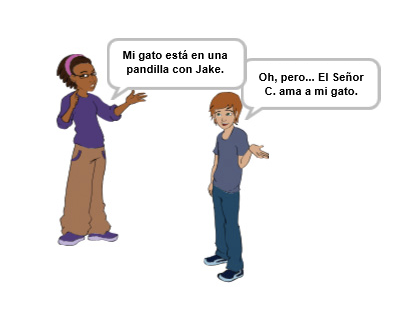 Mi gato está en una
pandilla con Jake.
Oh, pero... El Señor
C. ama a mi gato.